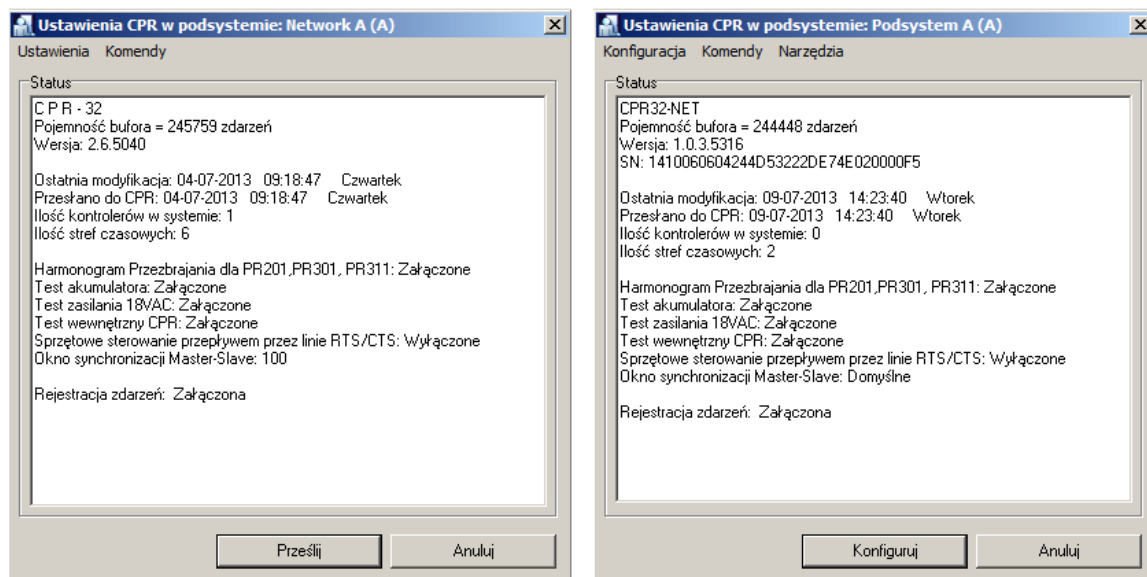 Ustawienia CPR w podsystemie: Network A (A)
Ustawienia Komendy
Status
C P R - 32
Pojemność bufora = 245759 zdarzeń
Wersja: 2.6.5040
Ostatnia modyfikacja: 04-07-2013 09:18:47 Czwartek
Przesłano do CPR: 04-07-2013 09:18:47 Czwartek
Ilość kontrolerów w systemie: 1
Ilość stref czasowych: 6
Harmonogram Przezbrajania dla PR201,PR301, PR311: Załączone
Test akumulatora: Załączone
Test zasilania 18VAC: Załączone
Test wewnętrzny CPR: Załączone
Sprzętowe sterowanie przepływem przez linie RTS/CTS: Wyłączone
Okno synchronizacji Master-Slave: 100
Rejestracja zdarzeń: Załączona
Prześlij
Anuluj
Ustawienia CPR w podsystemie: Podsystem A (A)
Konfiguracja Komendy Narzędzia
Status
CPR32-NET
Pojemność bufora = 244448 zdarzeń
Wersja: 1.0.3.5316
SN: 1410060604244D53222DE74E020000F5
Ostatnia modyfikacja: 09-07-2013 14:23:40 Wtorek
Przesłano do CPR: 09-07-2013 14:23:40 Wtorek
Ilość kontrolerów w systemie: 0
Ilość stref czasowych: 2
Harmonogram Przezbrajania dla PR201,PR301, PR311: Załączone
Test akumulatora: Załączone
Test zasilania 18VAC: Załączone
Test wewnętrzny CPR: Załączone
Sprzętowe sterowanie przepływem przez linie RTS/CTS: Wyłączone
Okno synchronizacji Master-Slave: Domyślne
Rejestracja zdarzeń: Załączona
Konfiguruj
Anuluj